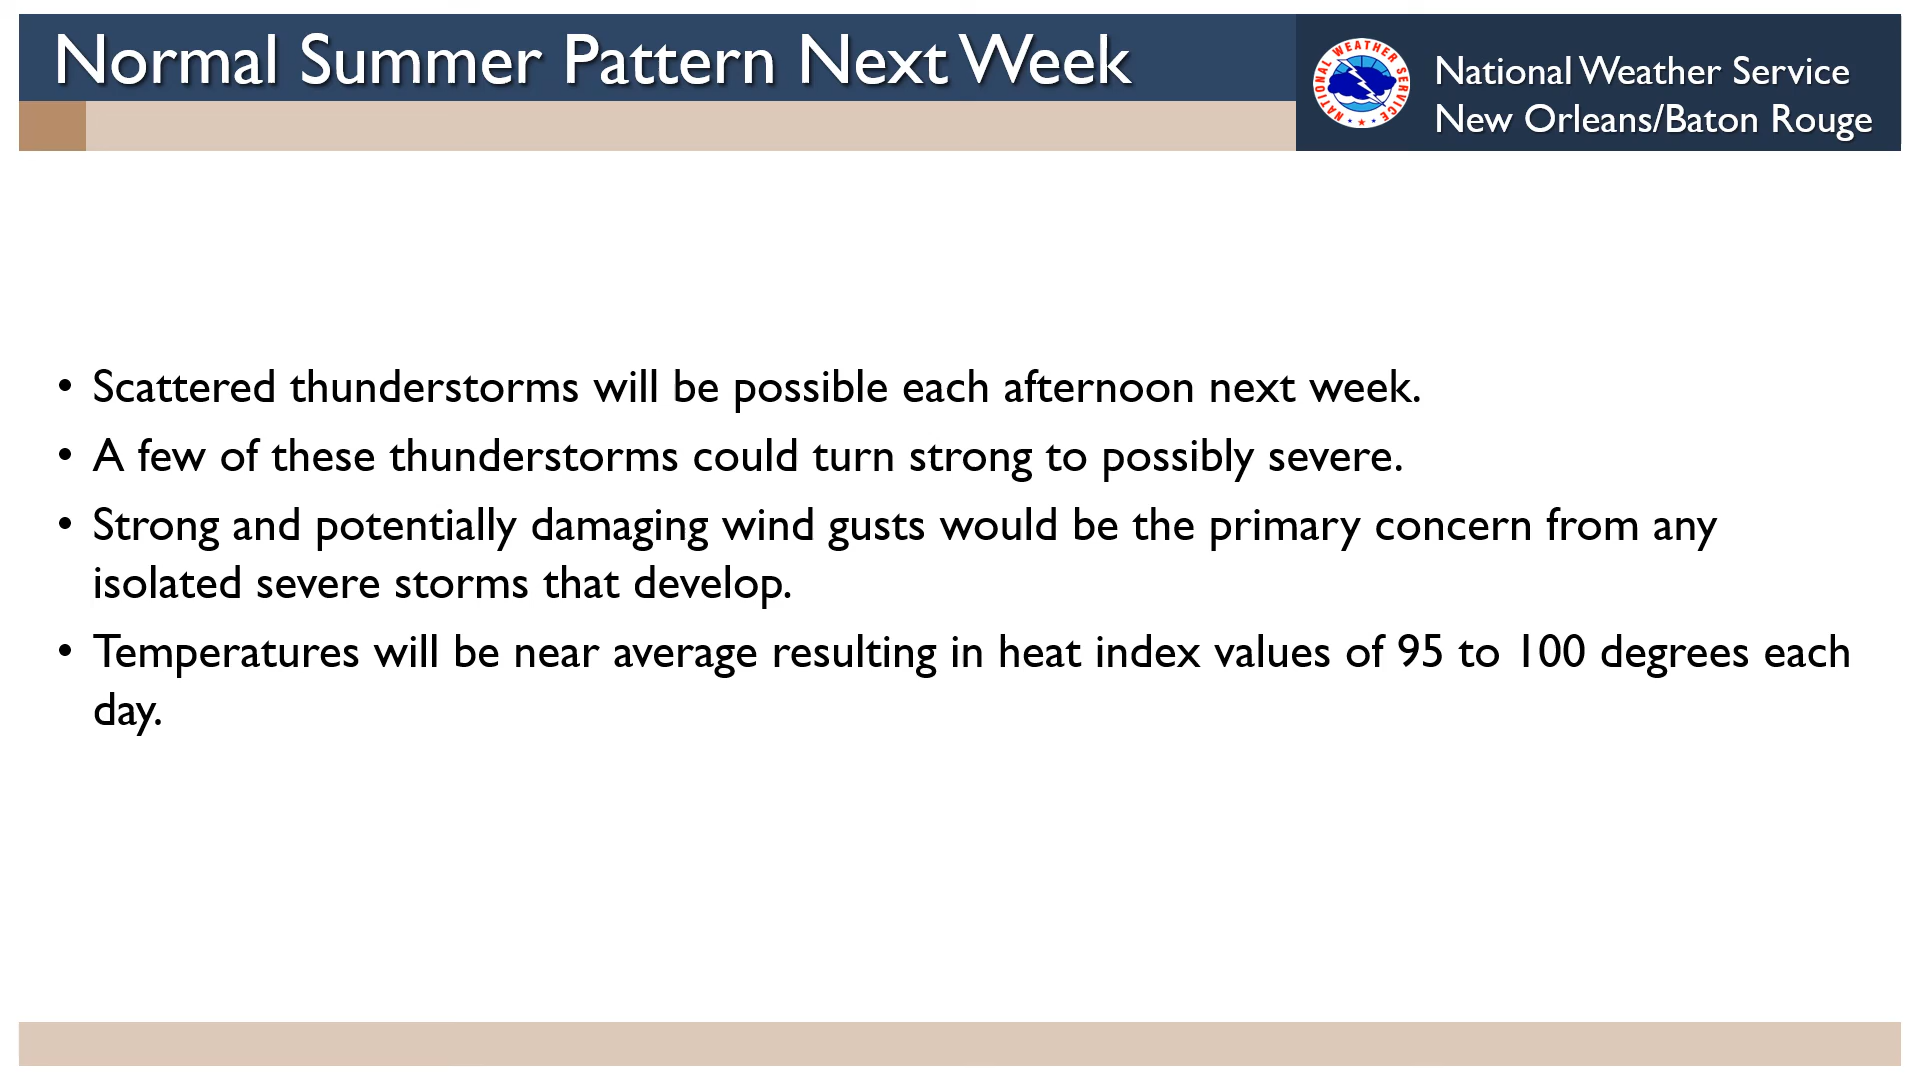 Normal Summer Pattern Next Week
NATIONAL WEATHER SERVICE
National Weather Service
New Orleans/Baton Rouge
• Scattered thunderstorms will be possible each afternoon next week.
• A few of these thunderstorms could turn strong to possibly severe.
• Strong and potentially damaging wind gusts would be the primary concern from any
isolated severe storms that develop.
• Temperatures will be near average resulting in heat index values of 95 to 100 degrees each
day.